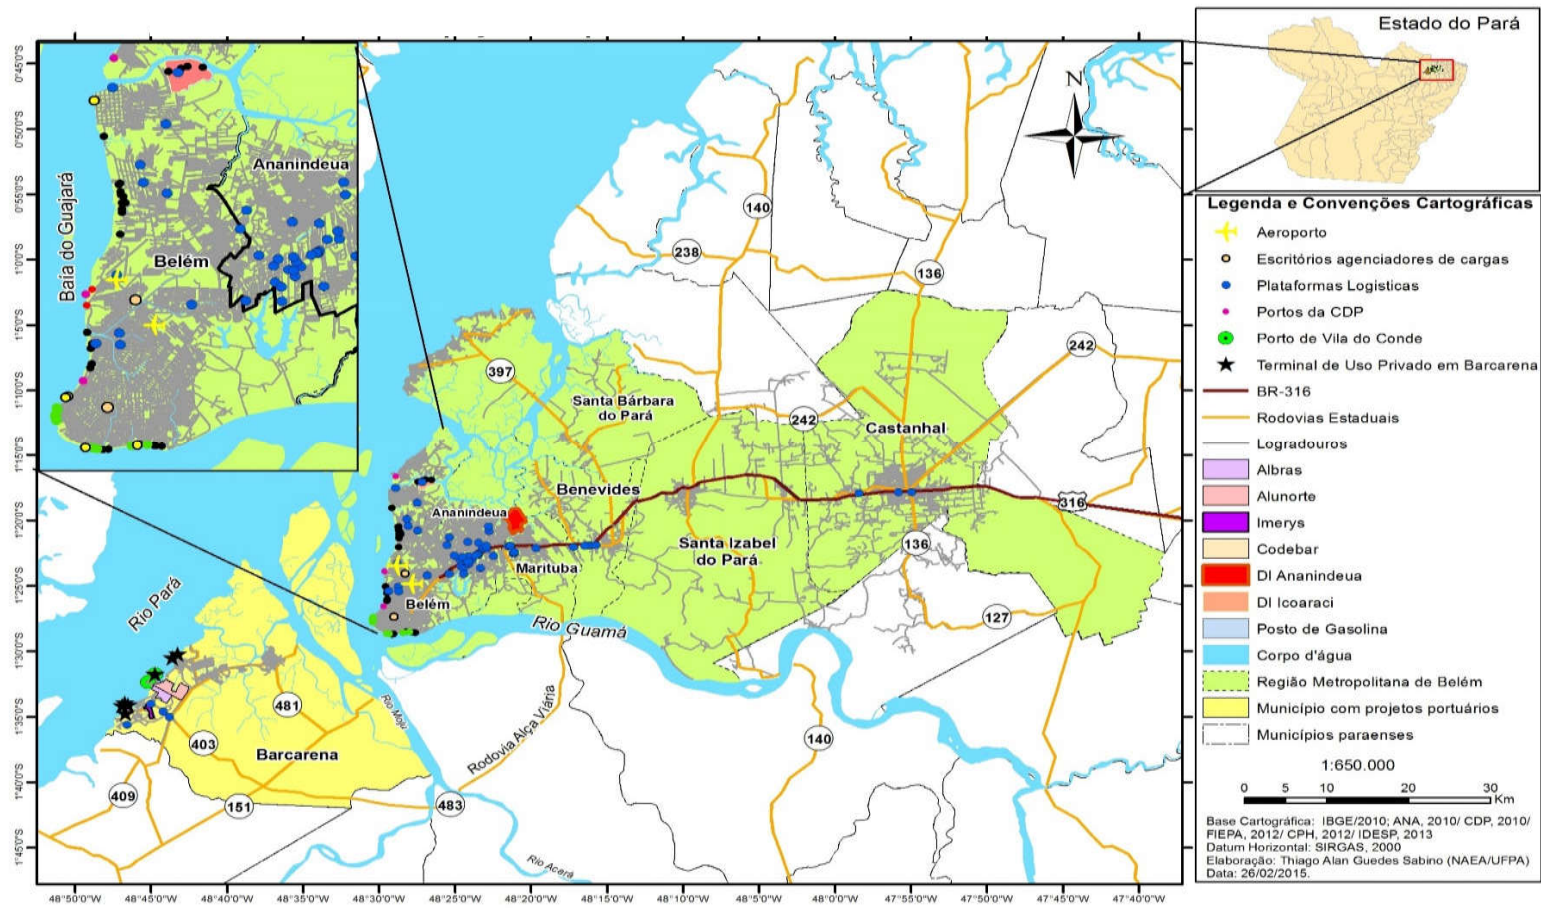 Estado do Pará
Legenda e Convenções Cartográficas
Aeroporto
Escritórios agenciadores de cargas
Plataformas Logisticas
Portos da CDP
Porto de Vila do Conde
Terminal de Uso Privado em Barcarena
BR-316
Rodovias Estaduais
Logradouros
Albras
Alunorte
Imerys
Codebar
DI Ananindeua
DI Icoaraci
Posto de Gasolina
Corpo d'água
Região Metropolitana de Belém
Município com projetos portuários
Municípios paraenses
1:650.000
0 5 10 20 30
Km
Base Cartográfica: IBGE/2010; ANA, 2010/ CDP, 2010/
FIEPA, 2012/ CPH, 2012/ IDESP, 2013
Datum Horizontal: SIRGAS, 2000
Elaboração: Thiago Alan Guedes Sabino (NAEA/UFPA)
Data: 26/02/2015.
N
Baía do Guajará
Ananindeua
Belém
140
238
136
242
397
Santa Bárbara
do Pará
242
Castanhal
Benevides
Ananindeua
316
Santa Izabel
do Pará
136
Marituba
Belém
Rio Guamá
127
Rio Pará
481
Rio Mojú
403
Barcarena
Rodovia Alça Viária
140
409
151
483
Rio Acará
0°45'0"S
0°50'0"S
0°55'0"S
1°0'0"S
1°5'0"S
1°10'0"S
1°15'0"S
1°20'0"S
1°25'0"S
1°30'0"S
1°35'0"S
1°40'0"S
1°45'0"S
48°50'0"W 48°45'0"W 48°40'0"W 48°35'0"W 48°30'0"W 48°25'0"W 48°20'0"W 48°15'0"W 48°10'0"W 48°5'0"W 48°0'0"W 47°55'0"W 47°50'0"W 47°45'0"W 47°40'0"W